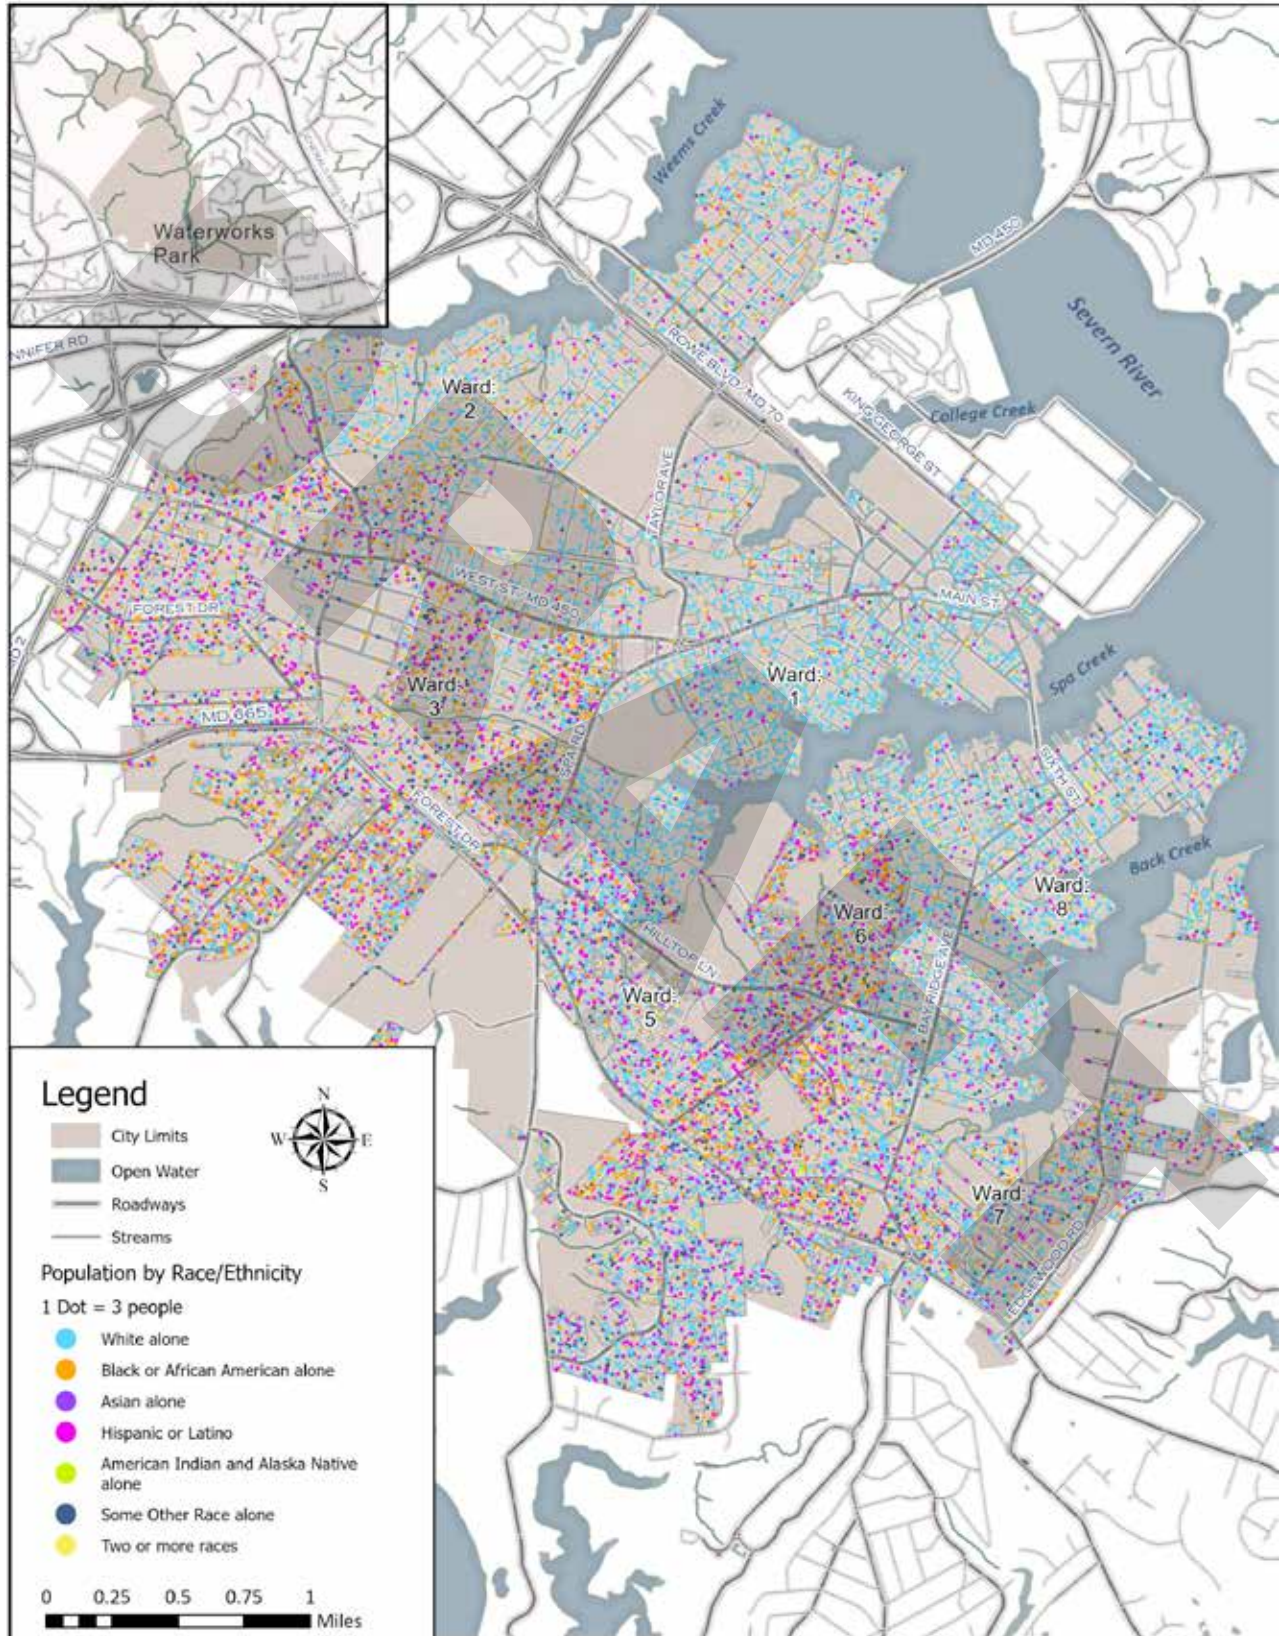 Weems Creek
MD 450
Waterworks
Park
Severn River
NNIFER RD
ROWE BLVD/MD 70
Ward:
2
KING GEORGE ST
College Creek
TAYLOR AVE
WEST ST/MD 450
MAIN ST
FOREST DR
Ward:
1
Spa Creek
Ward:
3
MD 665
SPA RD
SIXTH ST
FOREST DR
Back Creek
Ward:
8
Ward:
6
HILLTOP LN
BAY RIDGE AVE
Ward:
5
Ward:
7
EDGEWOOD RD
Legend
N
W
E
S
City Limits
Open Water
Roadways
Streams
Population by Race/Ethnicity
1 Dot = 3 people
White alone
Black or African American alone
Asian alone
Hispanic or Latino
American Indian and Alaska Native
alone
Some Other Race alone
Two or more races
0 0.25 0.5 0.75 1
Miles
DRAFT